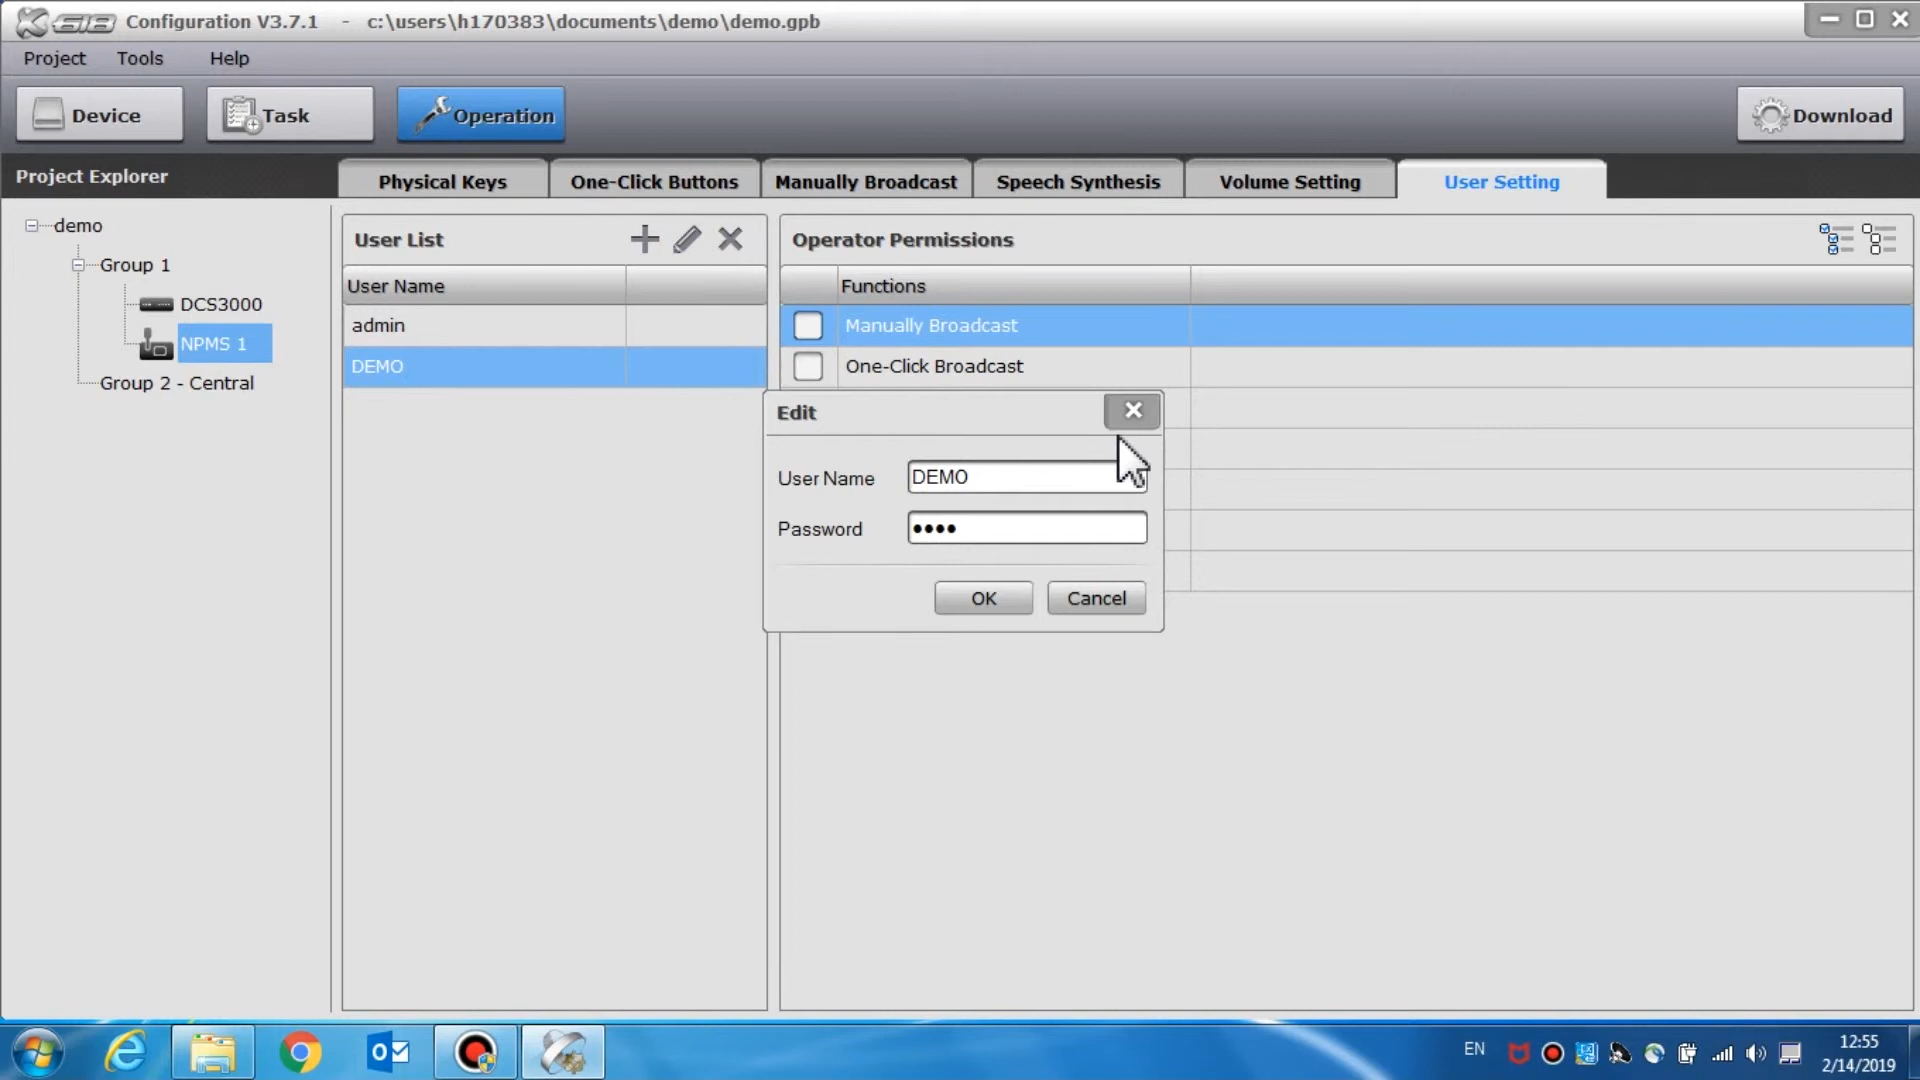 X-618 Configuration V3.7.1 - c:\users\h170383\documents\demo\demo.gpb
Project Tools Help
Device Task Operation Download
Project Explorer
Physical Keys One-Click Buttons Manually Broadcast Speech Synthesis Volume Setting User Setting
demo
Group 1
DCS3000
NPMS 1
Group 2 - Central
User List
User Name
admin
DEMO
Operator Permissions
Functions
Manually Broadcast
One-Click Broadcast
Edit
User Name DEMO
Password ••••
OK Cancel
EN
12:55
2/14/2019